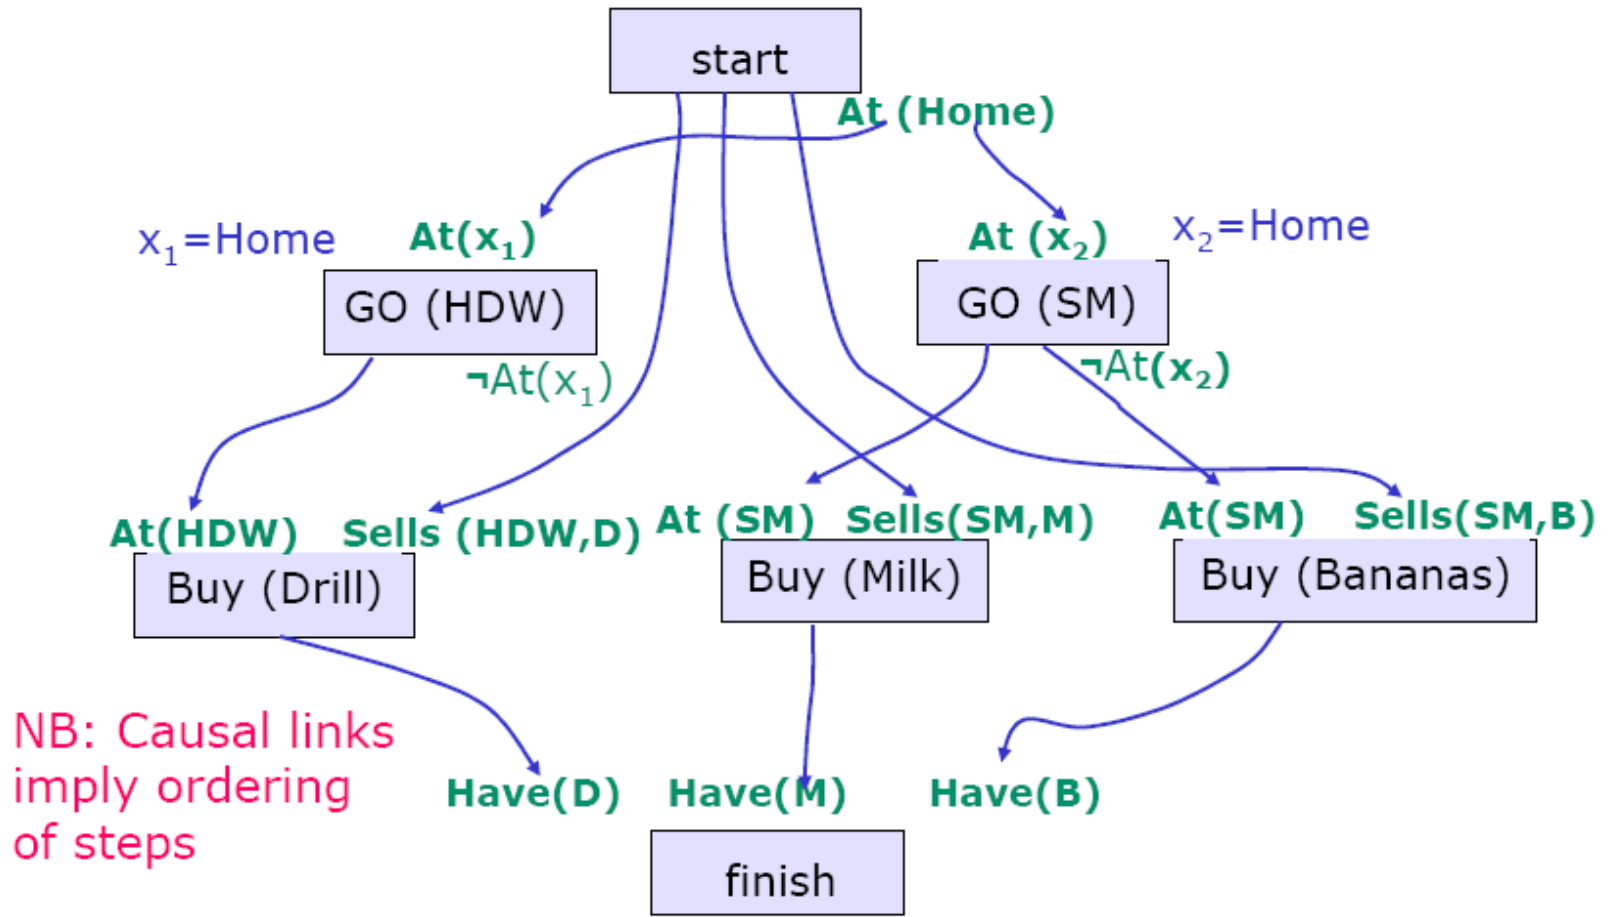 start
At (Home)
x₁=Home
At(x₁)
At (x₂)
x₂=Home
GO (HDW)
GO (SM)
¬At(x₁)
¬At(x₂)
At(HDW)
Sells (HDW,D)
At (SM)
Sells(SM,M)
At(SM)
Sells(SM,B)
Buy (Drill)
Buy (Milk)
Buy (Bananas)
NB: Causal links
imply ordering
of steps
Have(D)
Have(M)
Have(B)
finish